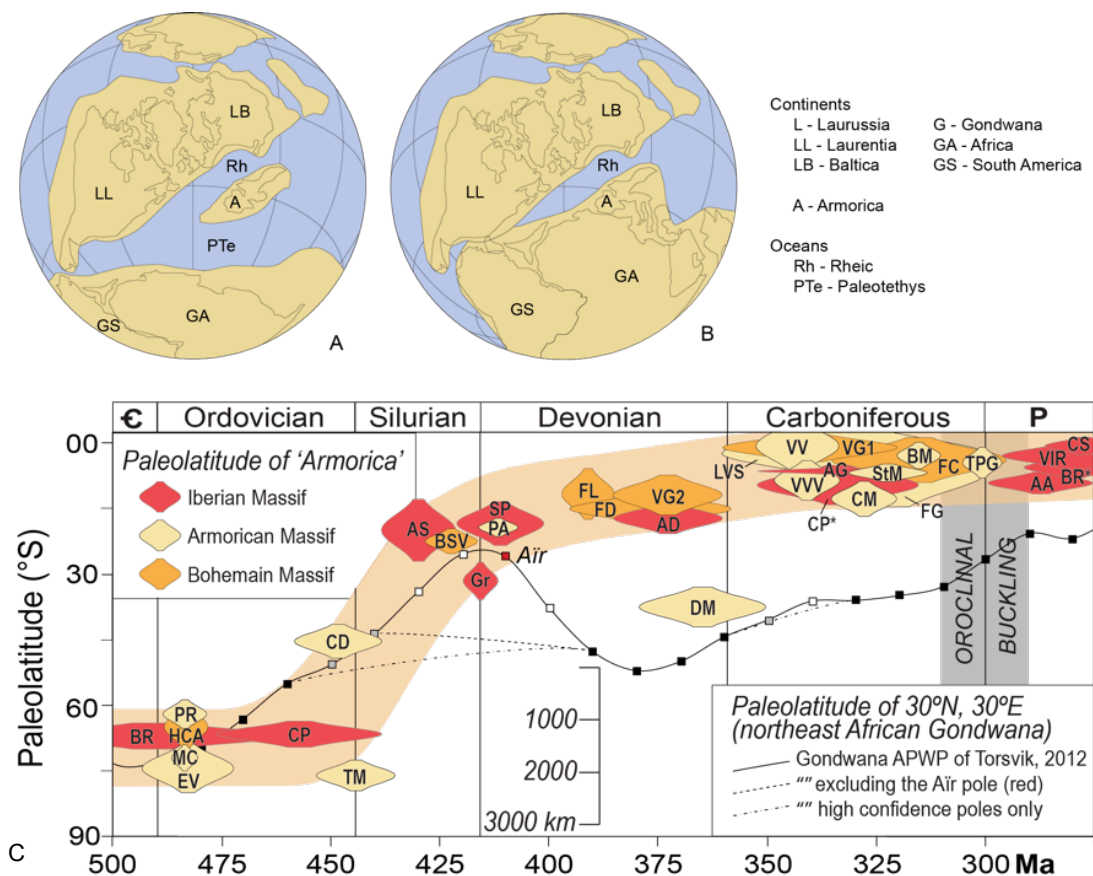 LB
Rh
LL
A
PTe
GS
GA
A
LB
Rh
LL
A
GA
GS
B
Continents
L - Laurussia
LL - Laurentia
LB - Baltica
G - Gondwana
GA - Africa
GS - South America
A - Armorica
Oceans
Rh - Rheic
PTe - Paleotethys
Є Ordovician Silurian Devonian Carboniferous P
Paleolatitude (°S)
00
30
60
90
Paleolatitude of 'Armorica'
Iberian Massif
Armorican Massif
Bohemain Massif
BR
PR
HCA
MC
EV
CP
CD
TM
AS
BSV
Gr
SP
PA
Aïr
FL
FD
VG2
AD
DM
LVS
VV
VG1
AG
VVV
CP*
StM
CM
BM
FC
FG
TPG
CS
VIR
BR*
AA
OROCLINAL
BUCKLING
1000
2000
3000 km
Paleolatitude of 30ºN, 30ºE
(northeast African Gondwana)
Gondwana APWP of Torsvik, 2012
“” excluding the Aïr pole (red)
“” high confidence poles only
C
500 475 450 425 400 375 350 325 300 Ma